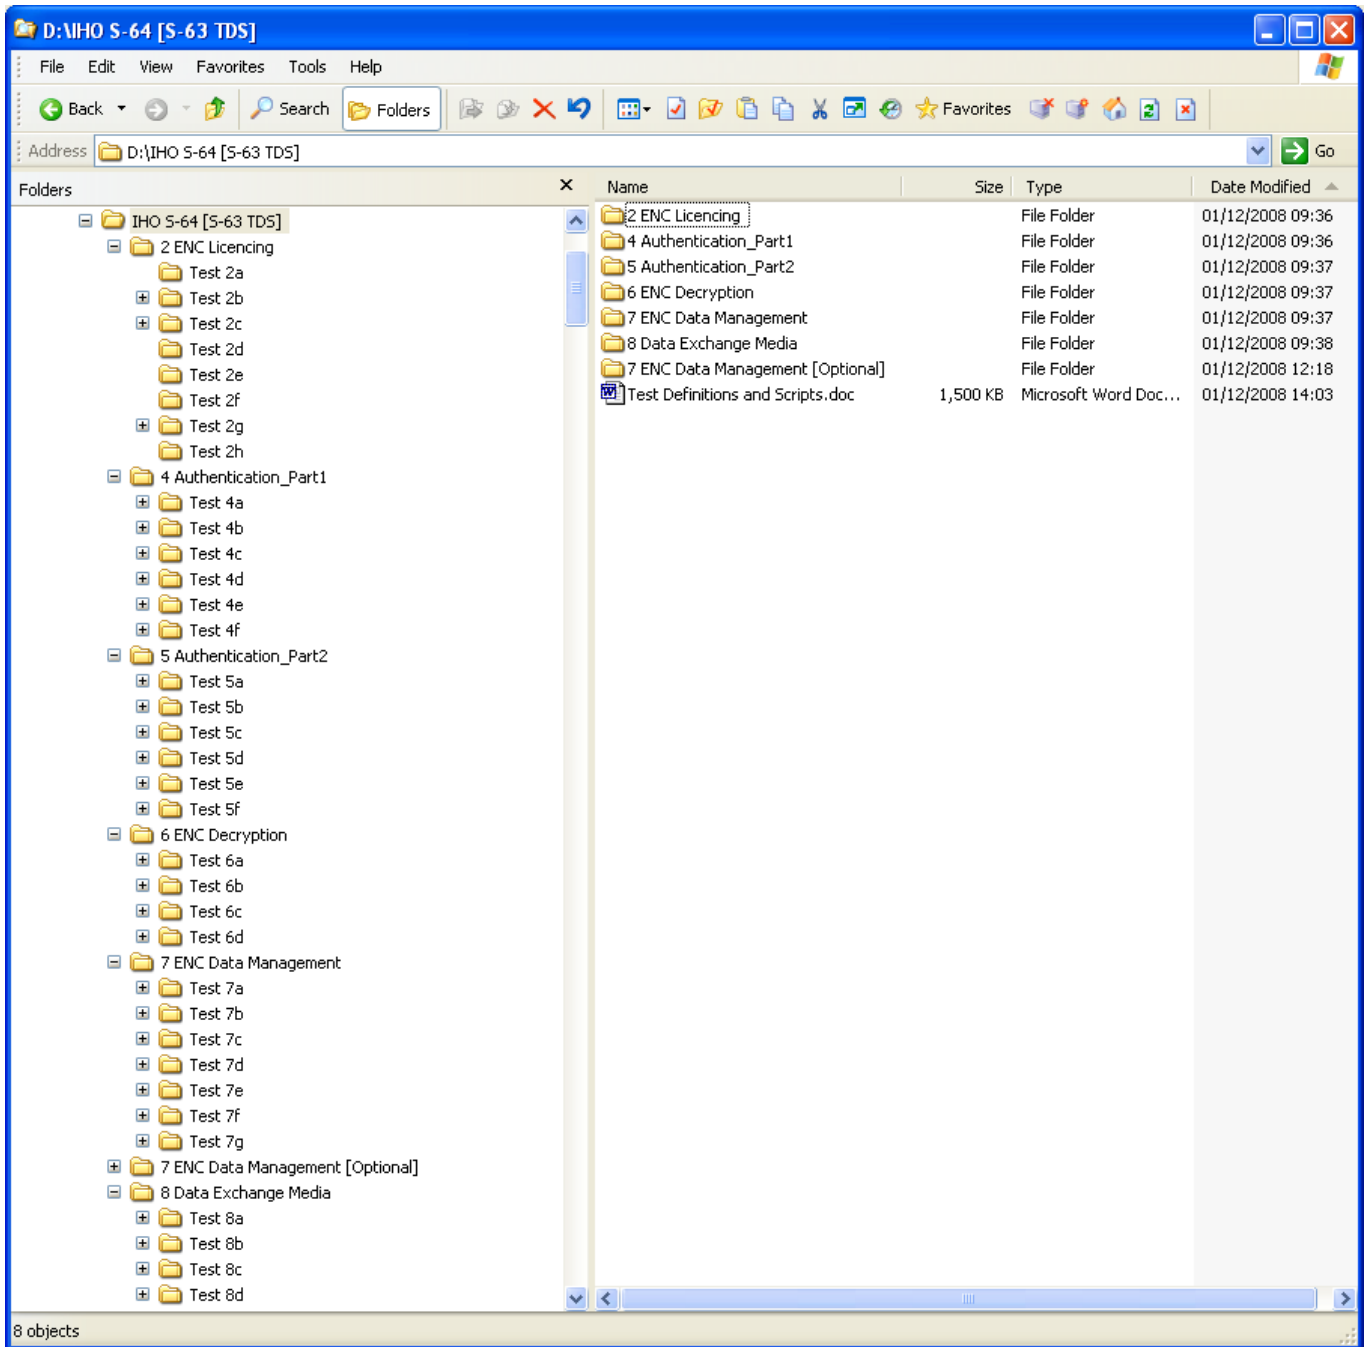 D:\IHO S-64 [S-63 TDS]
File Edit View Favorites Tools Help
Back Search Folders Favorites
Address D:\IHO S-64 [S-63 TDS] Go
Folders
IHO S-64 [S-63 TDS]
2 ENC Licencing
Test 2a
Test 2b
Test 2c
Test 2d
Test 2e
Test 2f
Test 2g
Test 2h
4 Authentication_Part1
Test 4a
Test 4b
Test 4c
Test 4d
Test 4e
Test 4f
5 Authentication_Part2
Test 5a
Test 5b
Test 5c
Test 5d
Test 5e
Test 5f
6 ENC Decryption
Test 6a
Test 6b
Test 6c
Test 6d
7 ENC Data Management
Test 7a
Test 7b
Test 7c
Test 7d
Test 7e
Test 7f
Test 7g
7 ENC Data Management [Optional]
8 Data Exchange Media
Test 8a
Test 8b
Test 8c
Test 8d
Name Size Type Date Modified
2 ENC Licencing File Folder 01/12/2008 09:36
4 Authentication_Part1 File Folder 01/12/2008 09:36
5 Authentication_Part2 File Folder 01/12/2008 09:37
6 ENC Decryption File Folder 01/12/2008 09:37
7 ENC Data Management File Folder 01/12/2008 09:37
8 Data Exchange Media File Folder 01/12/2008 09:38
7 ENC Data Management [Optional] File Folder 01/12/2008 12:18
Test Definitions and Scripts.doc 1,500 KB Microsoft Word Doc... 01/12/2008 14:03
8 objects